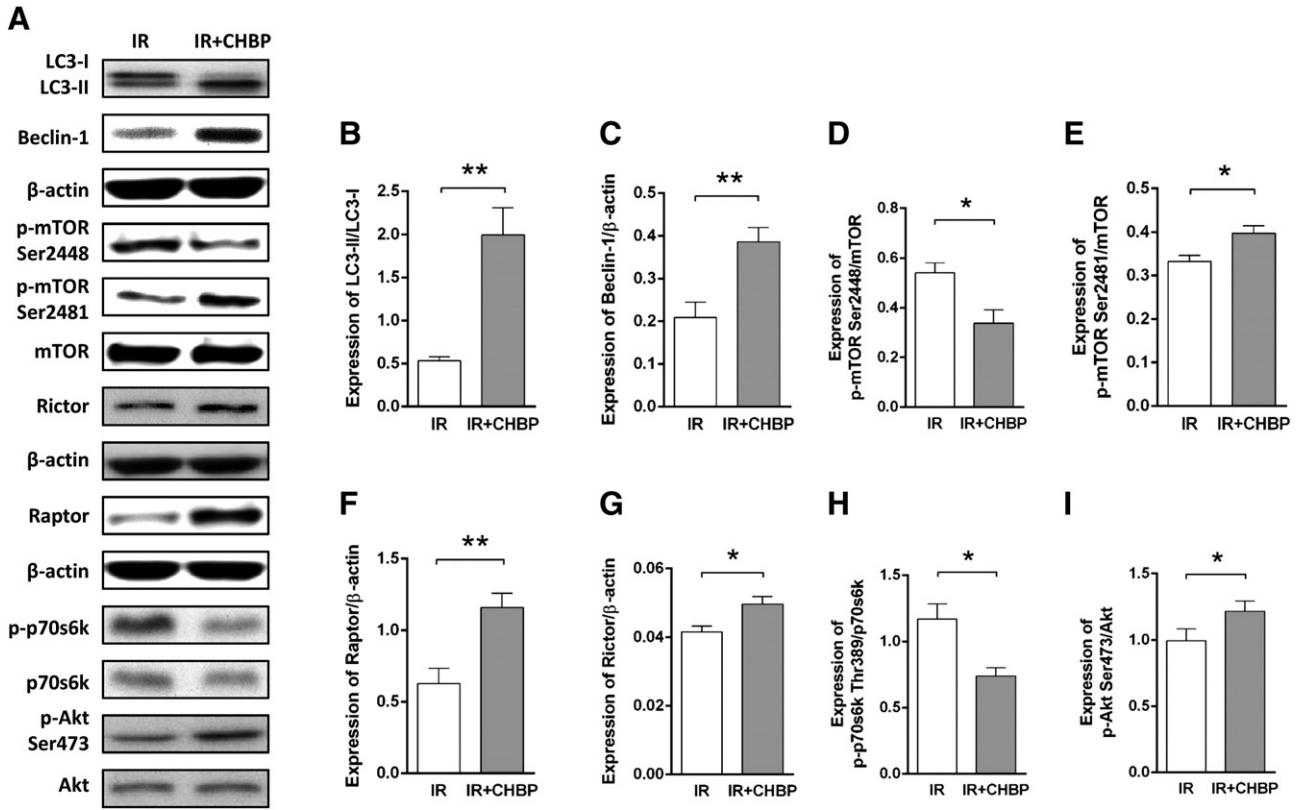 A
IR IR+CHBP
LC3-I
LC3-II
Beclin-1
β-actin
p-mTOR
Ser2448
p-mTOR
Ser2481
mTOR
Rictor
β-actin
Raptor
β-actin
p-p70s6k
p70s6k
p-Akt
Ser473
Akt
B
**
Expression of LC3-II/LC3-I
2.5
2.0
1.5
1.0
0.5
0.0
IR IR+CHBP
C
**
Expression of Beclin-1/β-actin
0.5
0.4
0.3
0.2
0.1
0.0
IR IR+CHBP
D
*
Expression of
p-mTOR Ser2448/mTOR
0.8
0.6
0.4
0.2
0.0
IR IR+CHBP
E
*
Expression of
p-mTOR Ser2481/mTOR
0.5
0.4
0.3
0.2
0.1
0.0
IR IR+CHBP
F
**
Expression of Raptor/β-actin
1.5
1.0
0.5
0.0
IR IR+CHBP
G
*
Expression of Rictor/β-actin
0.06
0.04
0.02
0.00
IR IR+CHBP
H
*
Expression of
p-p70s6k Thr389/p70s6k
1.5
1.0
0.5
0.0
IR IR+CHBP
I
*
Expression of
p-Akt Ser473/Akt
1.5
1.0
0.5
0.0
IR IR+CHBP